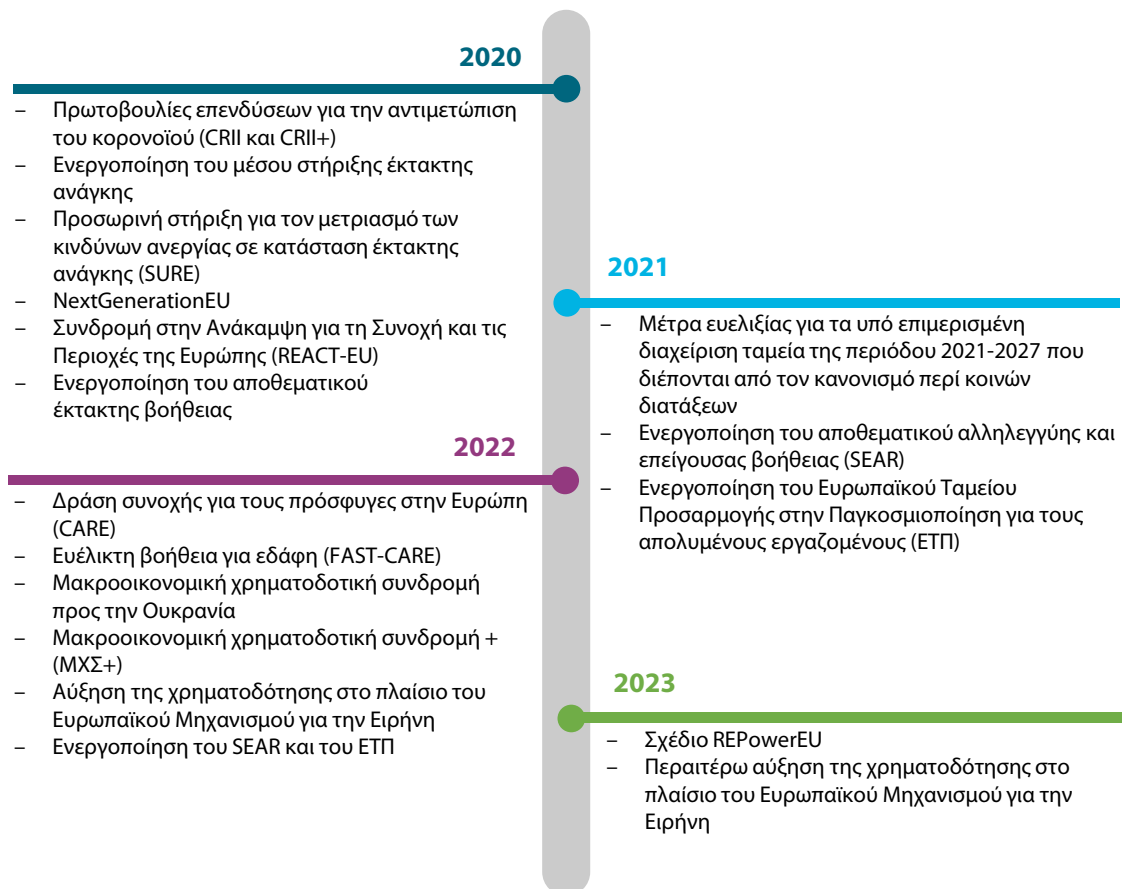 2020
– Πρωτοβουλίες επενδύσεων για την αντιμετώπιση
του κορονοϊού (CRII και CRII+)
– Ενεργοποίηση του μέσου στήριξης έκτακτης
ανάγκης
– Προσωρινή στήριξη για τον μετριασμό των
κινδύνων ανεργίας σε κατάσταση έκτακτης
ανάγκης (SURE)
– NextGenerationEU
– Συνδρομή στην Ανάκαμψη για τη Συνοχή και τις
Περιοχές της Ευρώπης (REACT-EU)
– Ενεργοποίηση του αποθεματικού
έκτακτης βοήθειας
2021
– Μέτρα ευελιξίας για τα υπό επιμερισμένη
διαχείριση ταμεία της περιόδου 2021-2027 που
διέπονται από τον κανονισμό περί κοινών
διατάξεων
– Ενεργοποίηση του αποθεματικού αλληλεγγύης και
επείγουσας βοήθειας (SEAR)
– Ενεργοποίηση του Ευρωπαϊκού Ταμείου
Προσαρμογής στην Παγκοσμιοποίηση για τους
απολυμένους εργαζομένους (ΕΤΠ)
2022
– Δράση συνοχής για τους πρόσφυγες στην Ευρώπη
(CARE)
– Ευέλικτη βοήθεια για εδάφη (FAST-CARE)
– Μακροοικονομική χρηματοδοτική συνδρομή
προς την Ουκρανία
– Μακροοικονομική χρηματοδοτική συνδρομή +
(ΜΧΣ+)
– Αύξηση της χρηματοδότησης στο πλαίσιο του
Ευρωπαϊκού Μηχανισμού για την Ειρήνη
– Ενεργοποίηση του SEAR και του ΕΤΠ
2023
– Σχέδιο REPowerEU
– Περαιτέρω αύξηση της χρηματοδότησης στο
πλαίσιο του Ευρωπαϊκού Μηχανισμού για την
Ειρήνη